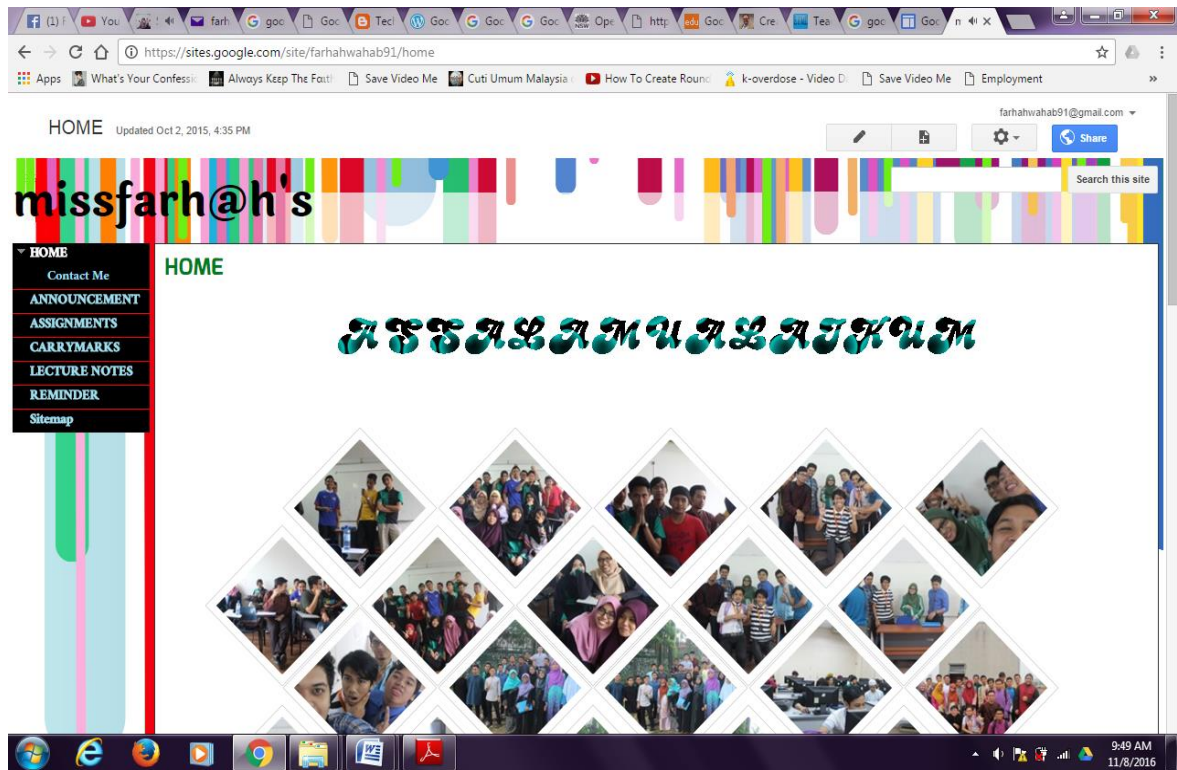 (1) F
You
farh
goo
Goc
Tecl
Goc
Goc
Goc
Ope
http
Goc
Cre
Tea
goo
Goc
https://sites.google.com/site/farhahwahab91/home
Apps What's Your Confessi Always Keep The Faith Save Video Me Cuti Umum Malaysia How To Create Round k-overdose - Video D Save Video Me Employment »
farhahwahab91@gmail.com
HOME Updated Oct 2, 2015, 4:35 PM
Share
Search this site
missfarh@h's
HOME
Contact Me
ANNOUNCEMENT
ASSIGNMENTS
CARRYMARKS
LECTURE NOTES
REMINDER
Sitemap
HOME
ASSALAMUALAIKUM
9:49 AM
11/8/2016